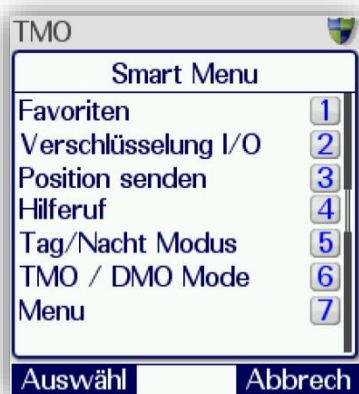 TMO
Smart Menu
Favoriten 1
Verschlüsselung I/O 2
Position senden 3
Hilferuf 4
Tag/Nacht Modus 5
TMO / DMO Mode 6
Menu 7
Auswähl Abbrech